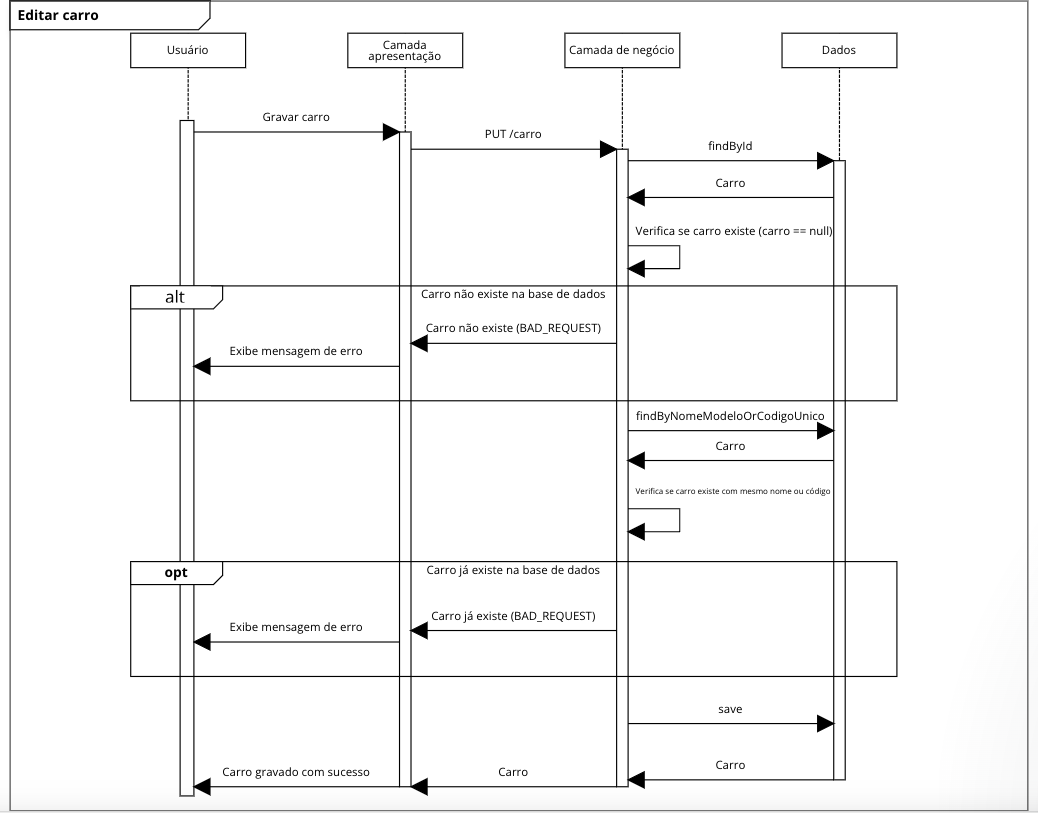 Editar carro
Usuário
Camada
apresentação
Camada de negócio
Dados
Gravar carro
PUT /carro
findById
Carro
Verifica se carro existe (carro == null)
alt
Carro não existe na base de dados
Carro não existe (BAD_REQUEST)
Exibe mensagem de erro
findByNomeModeloOrCodigoUnico
Carro
Verifica se carro existe com mesmo nome ou código
opt
Carro já existe na base de dados
Carro já existe (BAD_REQUEST)
Exibe mensagem de erro
save
Carro
Carro
Carro gravado com sucesso